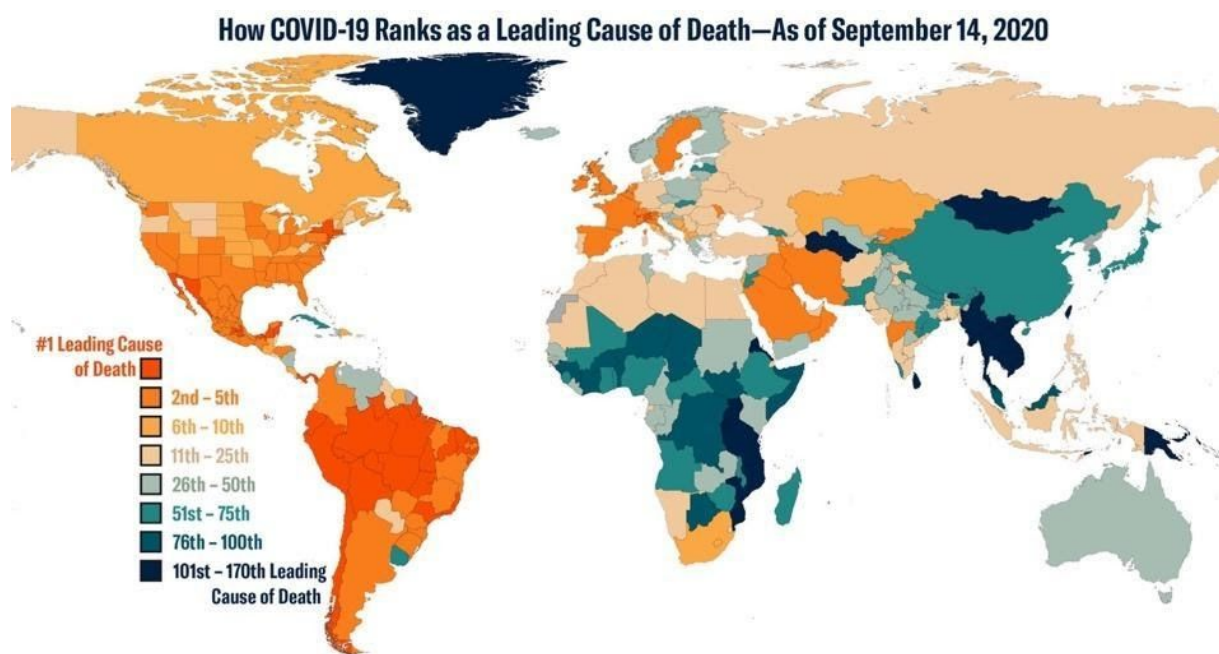 How COVID-19 Ranks as a Leading Cause of Death—As of September 14, 2020
#1 Leading Cause
of Death
2nd – 5th
6th – 10th
11th – 25th
26th – 50th
51st – 75th
76th – 100th
101st – 170th Leading
Cause of Death